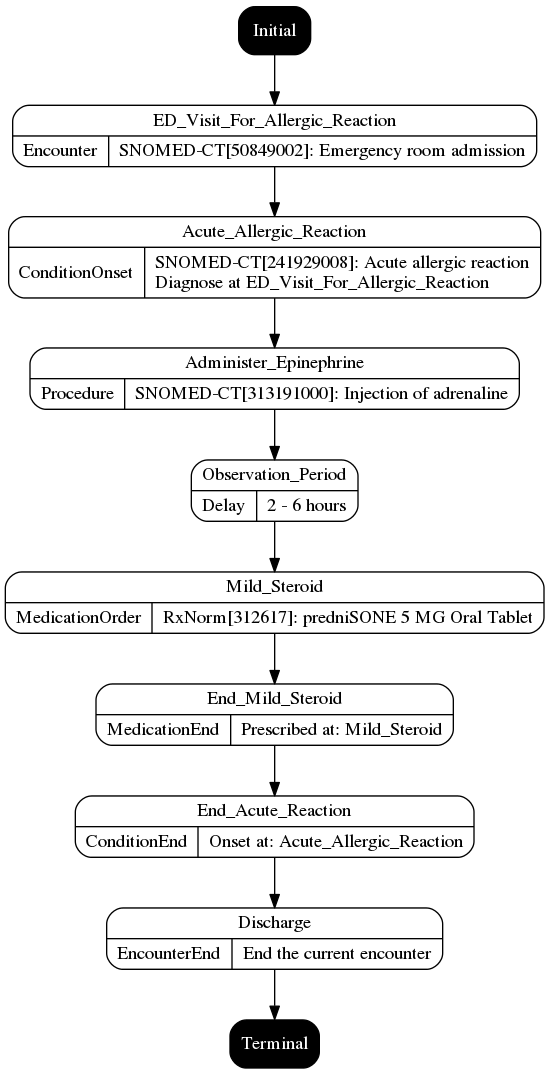 Initial
ED_Visit_For_Allergic_Reaction
Encounter SNOMED-CT[50849002]: Emergency room admission
Acute_Allergic_Reaction
ConditionOnset SNOMED-CT[241929008]: Acute allergic reaction
Diagnose at ED_Visit_For_Allergic_Reaction
Administer_Epinephrine
Procedure SNOMED-CT[313191000]: Injection of adrenaline
Observation_Period
Delay 2 - 6 hours
Mild_Steroid
MedicationOrder RxNorm[312617]: predniSONE 5 MG Oral Tablet
End_Mild_Steroid
MedicationEnd Prescribed at: Mild_Steroid
End_Acute_Reaction
ConditionEnd Onset at: Acute_Allergic_Reaction
Discharge
EncounterEnd End the current encounter
Terminal